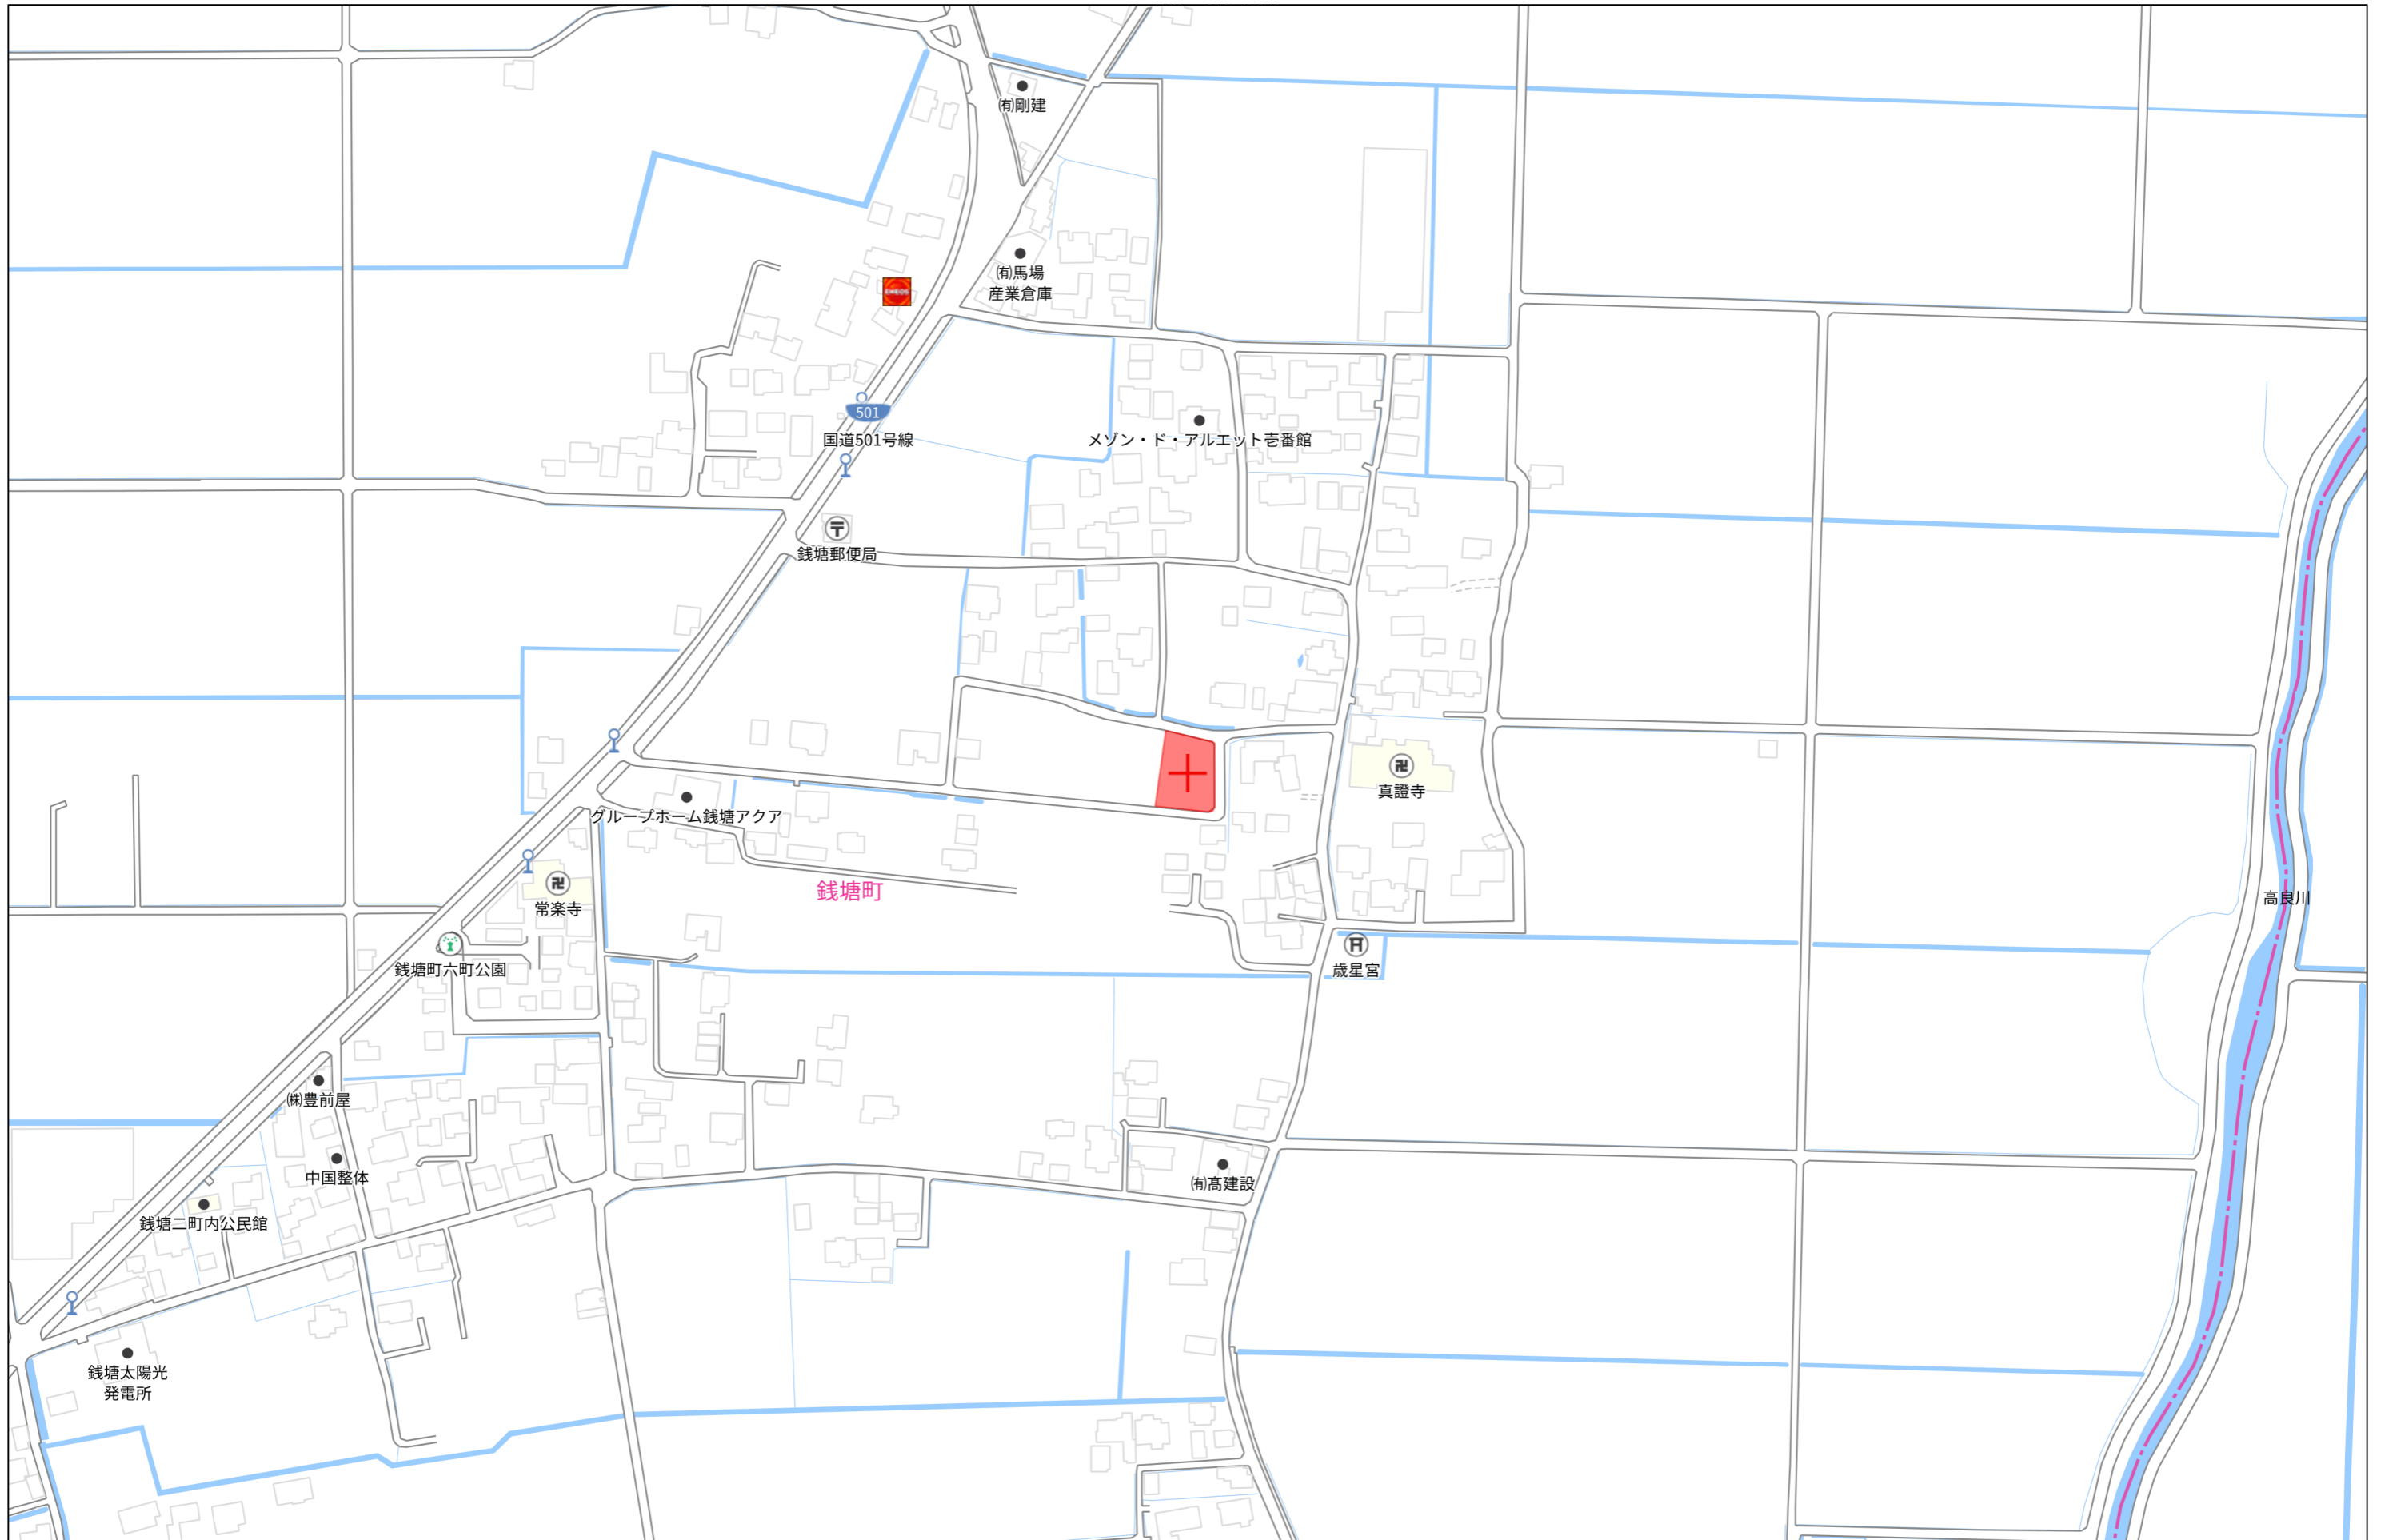 ㈲剛建
㈲馬場
産業倉庫
ENEOS
501
国道501号線
メゾン・ド・アルエット壱番館
銭塘郵便局
真證寺
グループホーム銭塘アクア
銭塘町
常楽寺
高良川
銭塘町六町公園
歳星宮
㈱豊前屋
中国整体
㈲髙建設
銭塘二町内公民館
銭塘太陽光
発電所